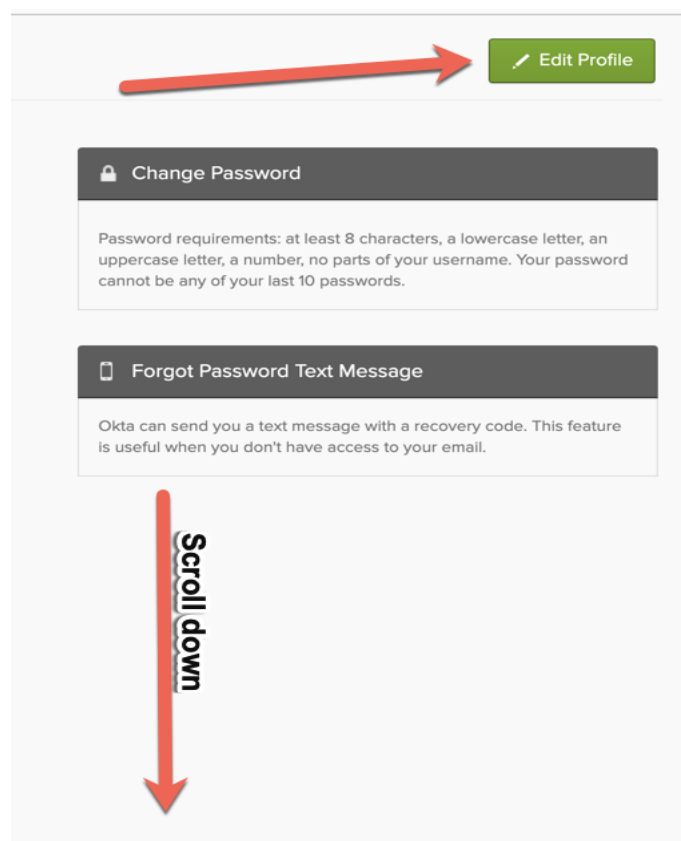 Edit Profile
Change Password
Password requirements: at least 8 characters, a lowercase letter, an
uppercase letter, a number, no parts of your username. Your password
cannot be any of your last 10 passwords.
Forgot Password Text Message
Okta can send you a text message with a recovery code. This feature
is useful when you don't have access to your email.
Scroll down